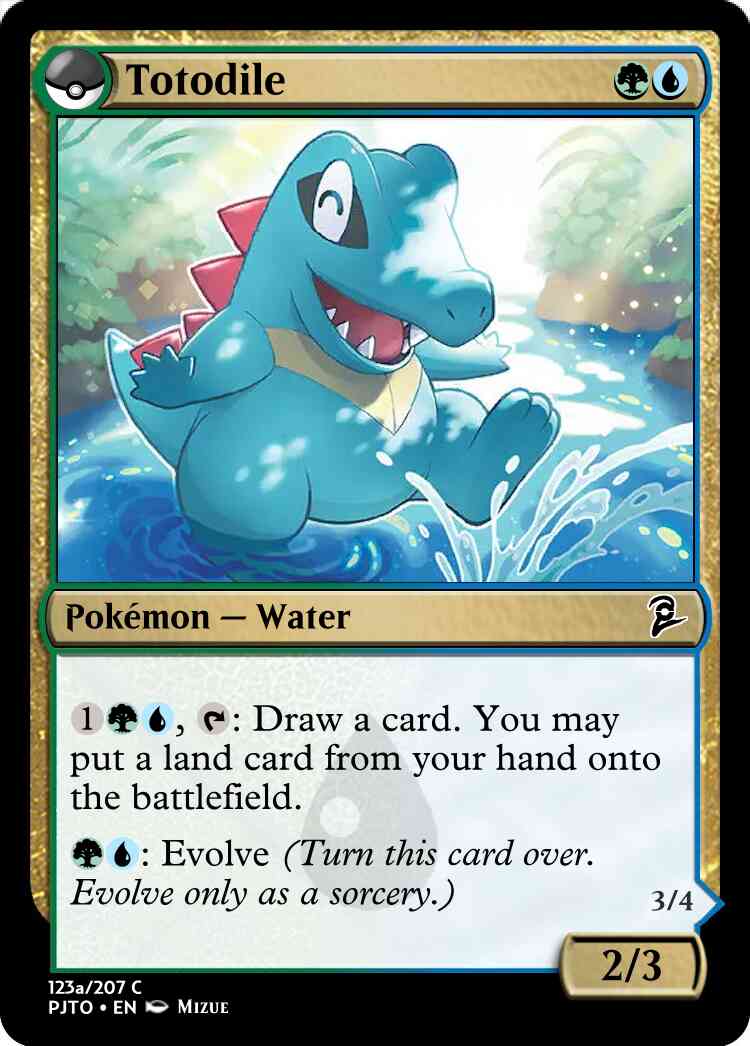 Totodile
Pokémon — Water
1, : Draw a card. You may
put a land card from your hand onto
the battlefield.
: Evolve (Turn this card over.
Evolve only as a sorcery.)
3/4
2/3
123a/207 C
PJTO • EN Mizue